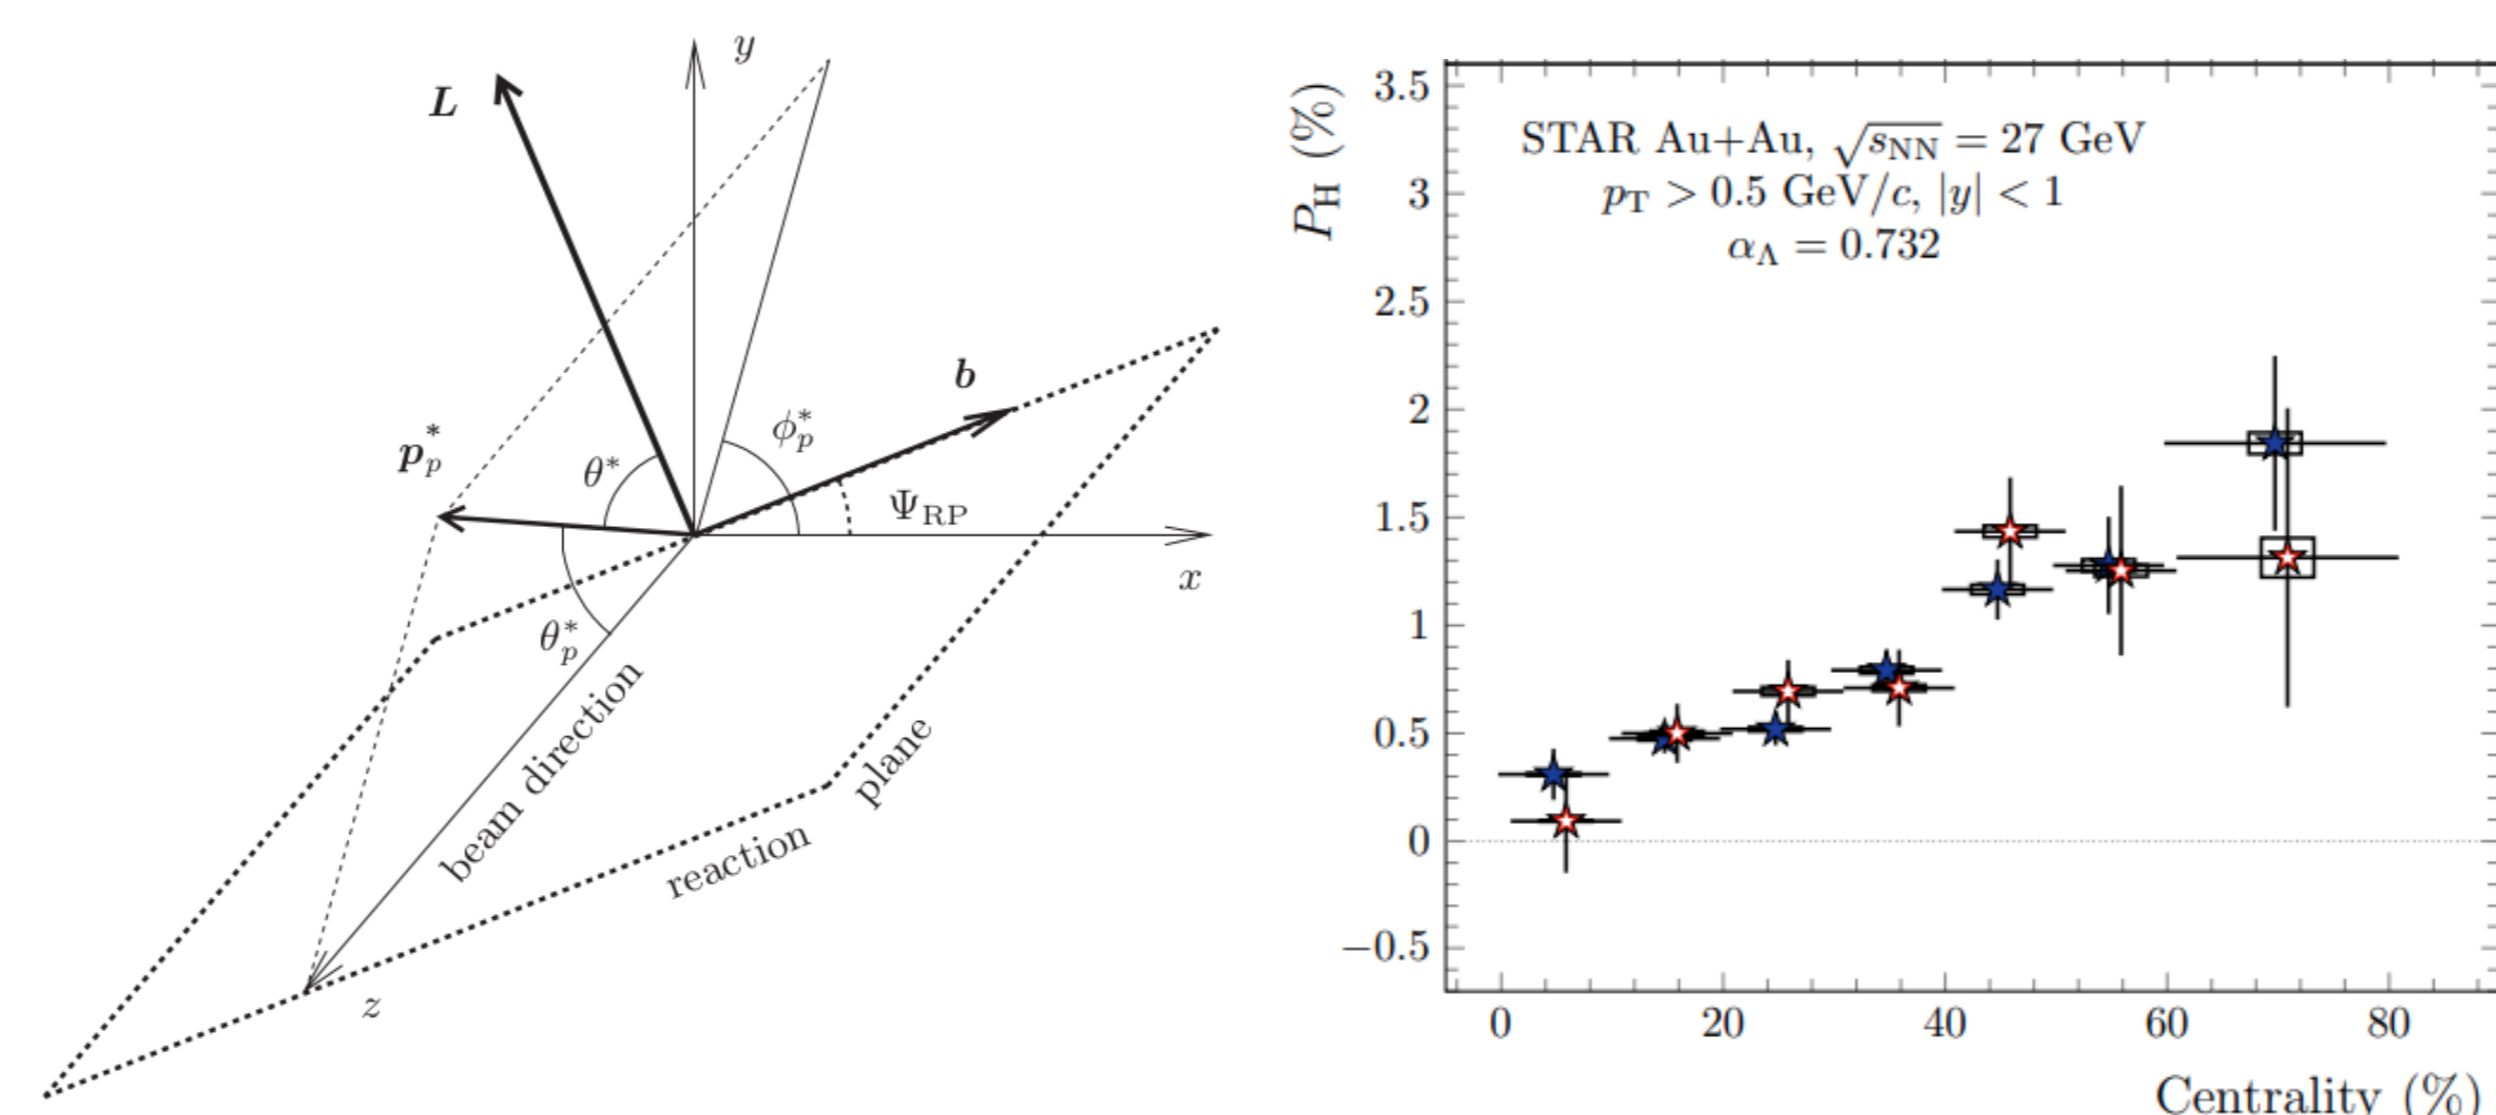 y
L
b
ϕ*p
p*p
θ*
ΨRP
x
θ*p
beam direction
plane
reaction
z
PH (%)
3.5
3
2.5
2
1.5
1
0.5
0
−0.5
STAR Au+Au, √sNN = 27 GeV
pT > 0.5 GeV/c, |y| < 1
αΛ = 0.732
0 20 40 60 80
Centrality (%)